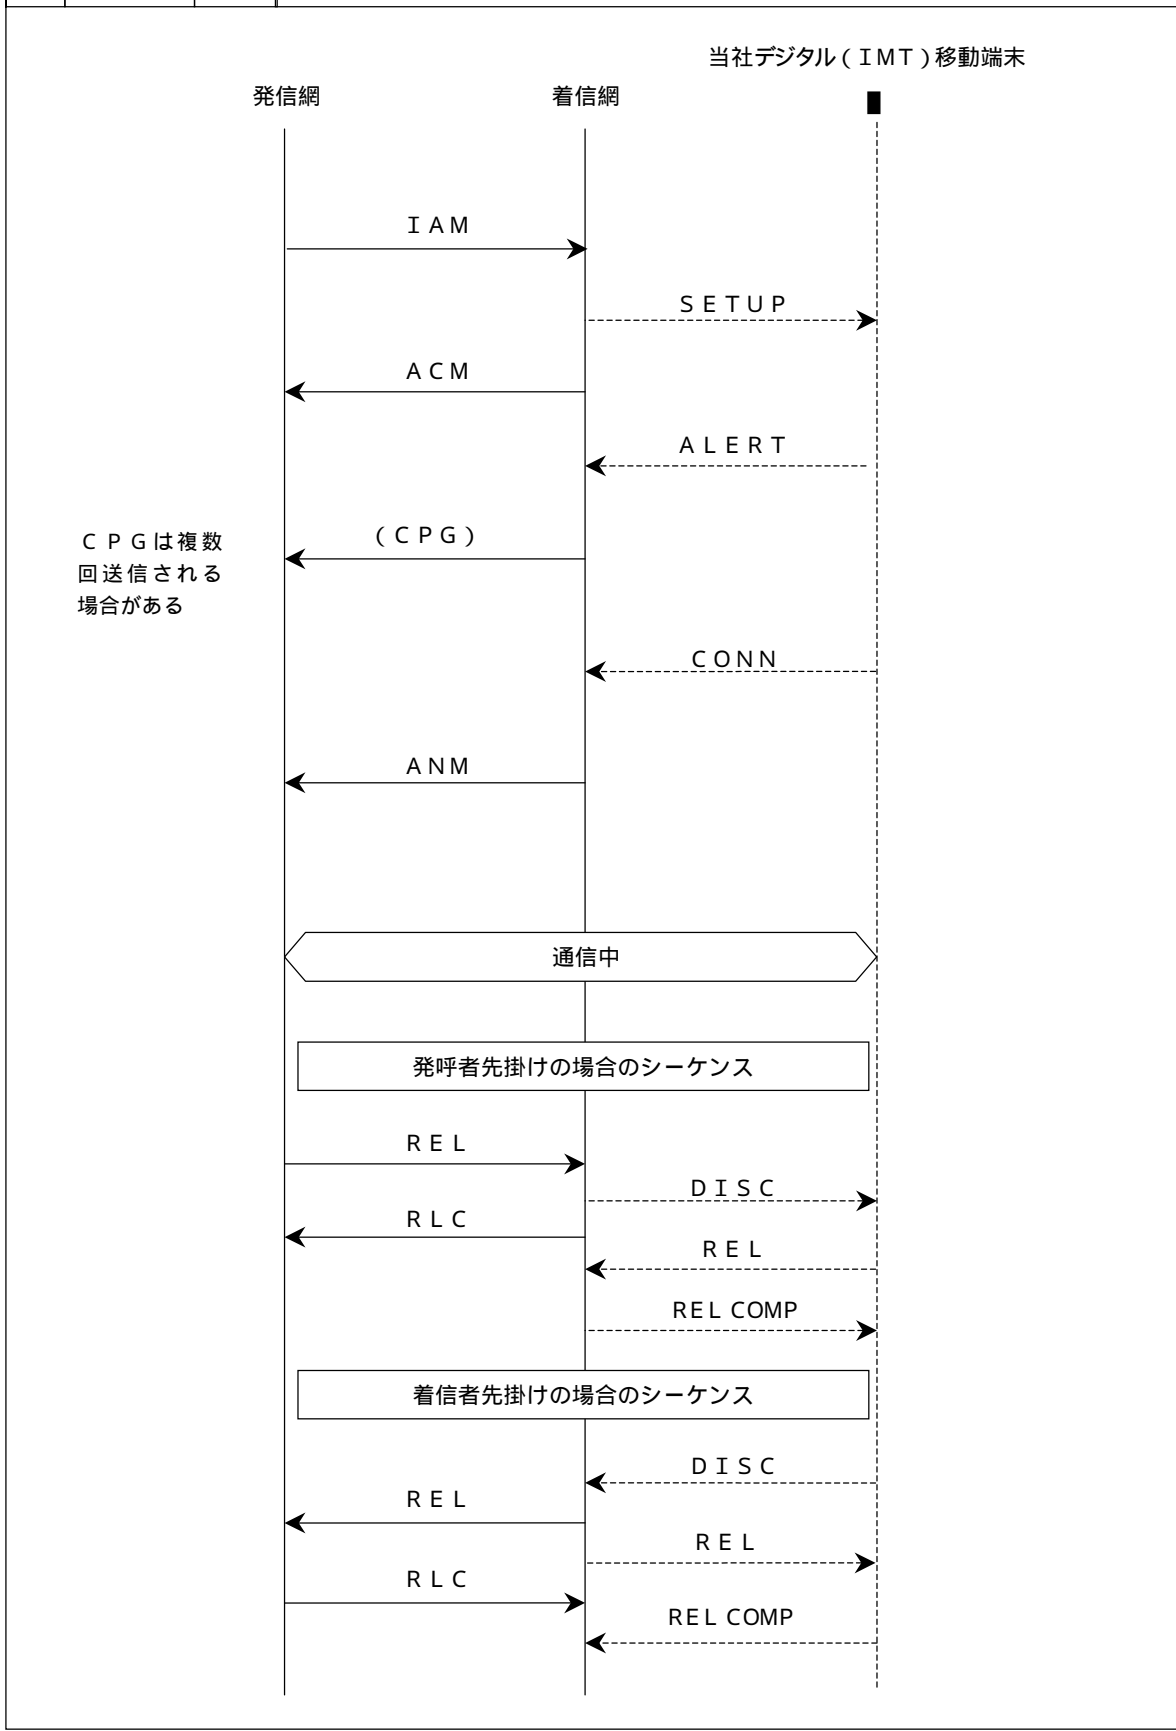 当社デジタル（ＩＭＴ）移動端末
発信網
着信網
ＩＡＭ
ＳＥＴＵＰ
ＡＣＭ
ＡＬＥＲＴ
（ＣＰＧ）
ＣＰＧは複数
回送信される
場合がある
ＣＯＮＮ
ＡＮＭ
通信中
発呼者先掛けの場合のシーケンス
ＲＥＬ
ＤＩＳＣ
ＲＬＣ
ＲＥＬ
REL COMP
着信者先掛けの場合のシーケンス
ＤＩＳＣ
ＲＥＬ
ＲＥＬ
ＲＬＣ
REL COMP